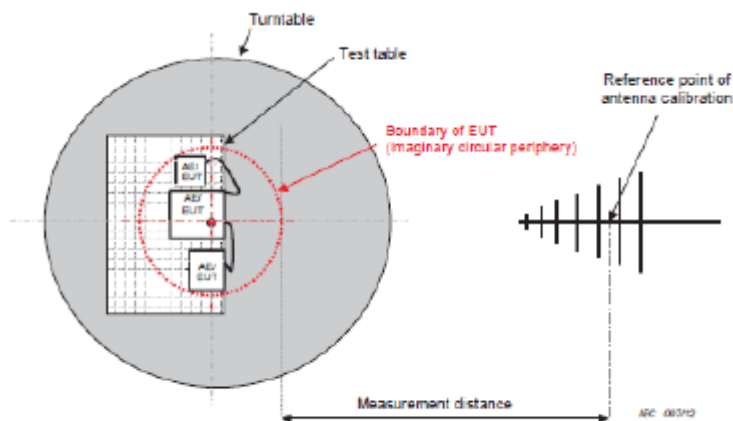 Turntable
Test table
Reference point of
antenna calibration
Boundary of EUT
(imaginary circular periphery)
AE/
EUT
AE/
EUT
AE/
EUT
Measurement distance
IEC